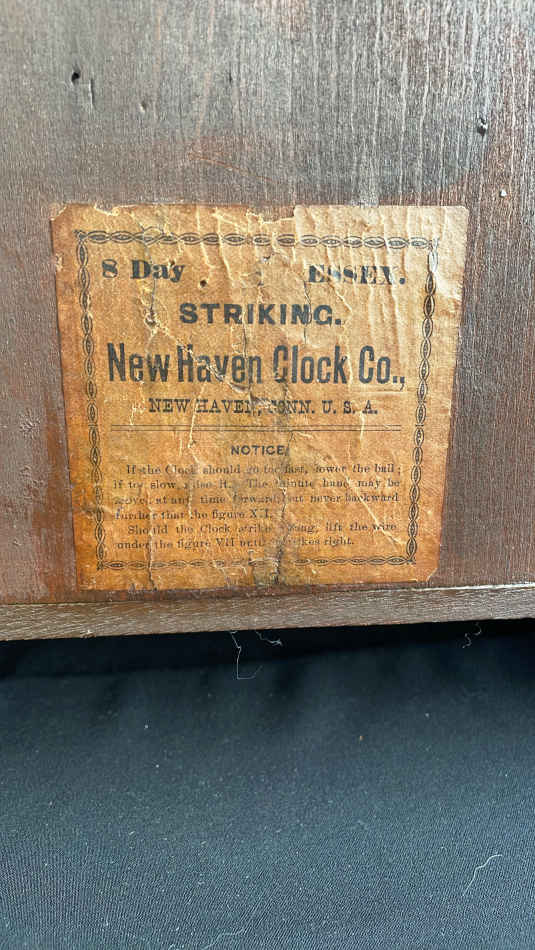 8 Day ESSEX.
STRIKING.
New Haven Clock Co.,
NEW HAVEN, CONN. U. S. A.
NOTICE
If the Clock should go too fast, lower the ball;
if too slow, raise it. The minute hand may be
moved at any time forward, but never backward
further that the figure XII.
Should the Clock strike wrong, lift the wire
under the figure VII until it strikes right.